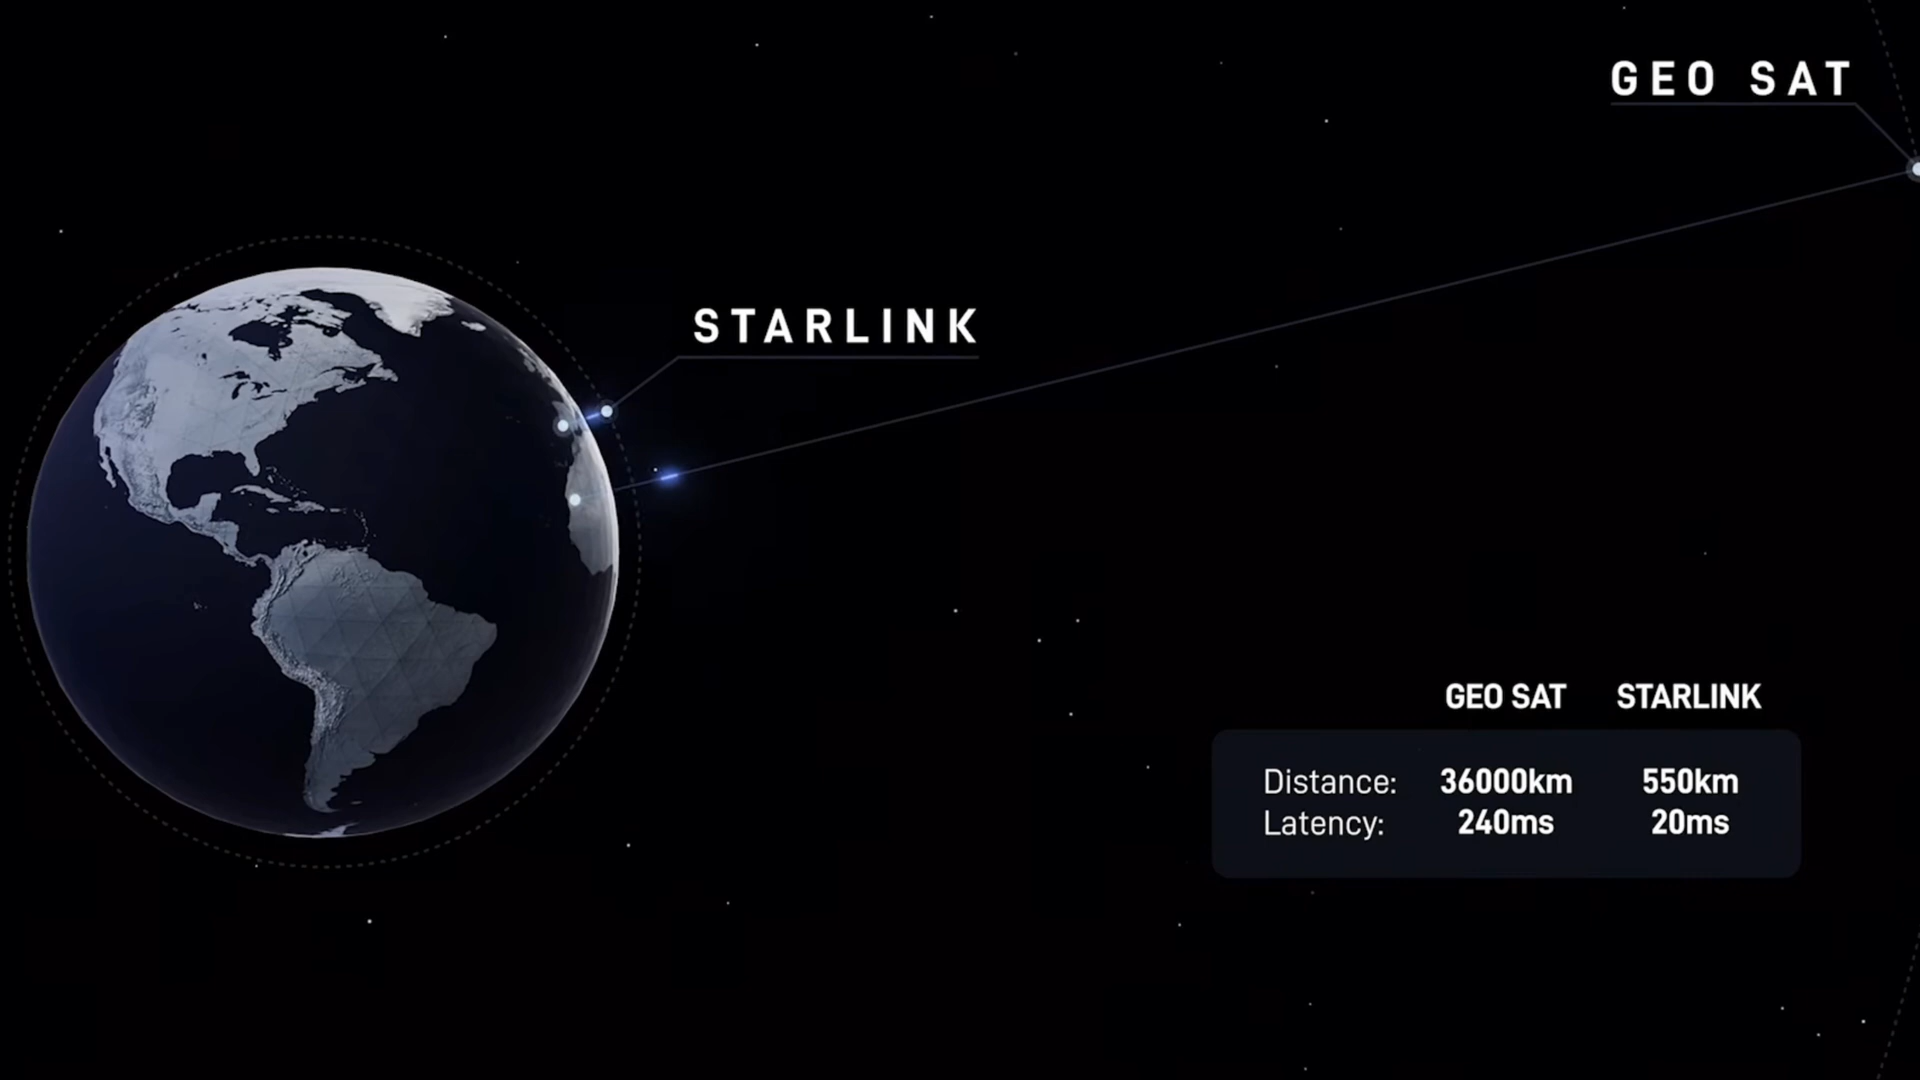 GEO SAT
STARLINK
GEO SAT STARLINK
Distance: 36000km 550km
Latency: 240ms 20ms